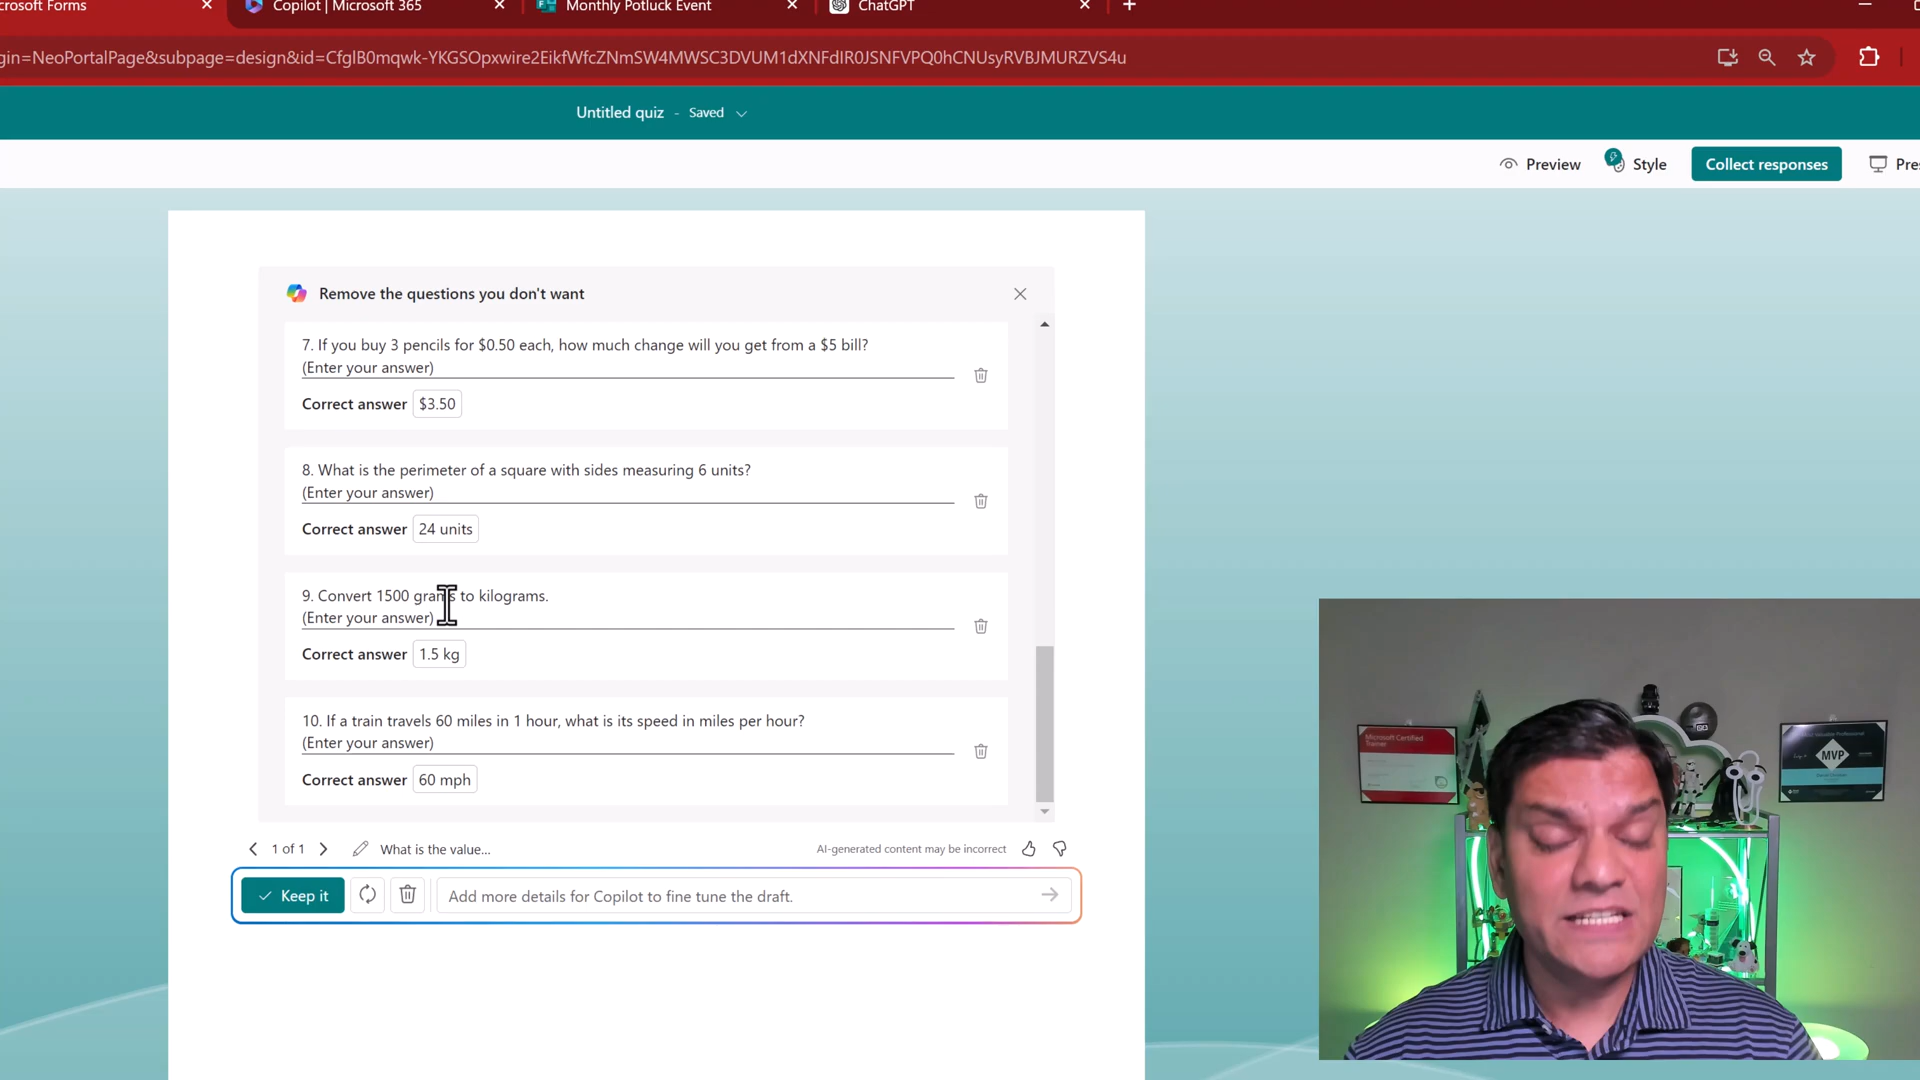 crosoft Forms
Copilot | Microsoft 365
Monthly Potluck Event
ChatGPT
gin=NeoPortalPage&subpage=design&id=CfglB0mqwk-YKGSOpxwire2EikfWfcZNmSW4MWSC3DVUM1dXNFdIR0JSNFVPQ0hCNUsyRVBJMURZVS4u
Untitled quiz - Saved
Preview
Style
Collect responses
Pres
Remove the questions you don't want
7. If you buy 3 pencils for $0.50 each, how much change will you get from a $5 bill?
(Enter your answer)
Correct answer $3.50
8. What is the perimeter of a square with sides measuring 6 units?
(Enter your answer)
Correct answer 24 units
9. Convert 1500 grams to kilograms.
(Enter your answer)
Correct answer 1.5 kg
10. If a train travels 60 miles in 1 hour, what is its speed in miles per hour?
(Enter your answer)
Correct answer 60 mph
1 of 1
What is the value...
AI-generated content may be incorrect
Keep it
Add more details for Copilot to fine tune the draft.
Microsoft Certified
Trainer
MVP